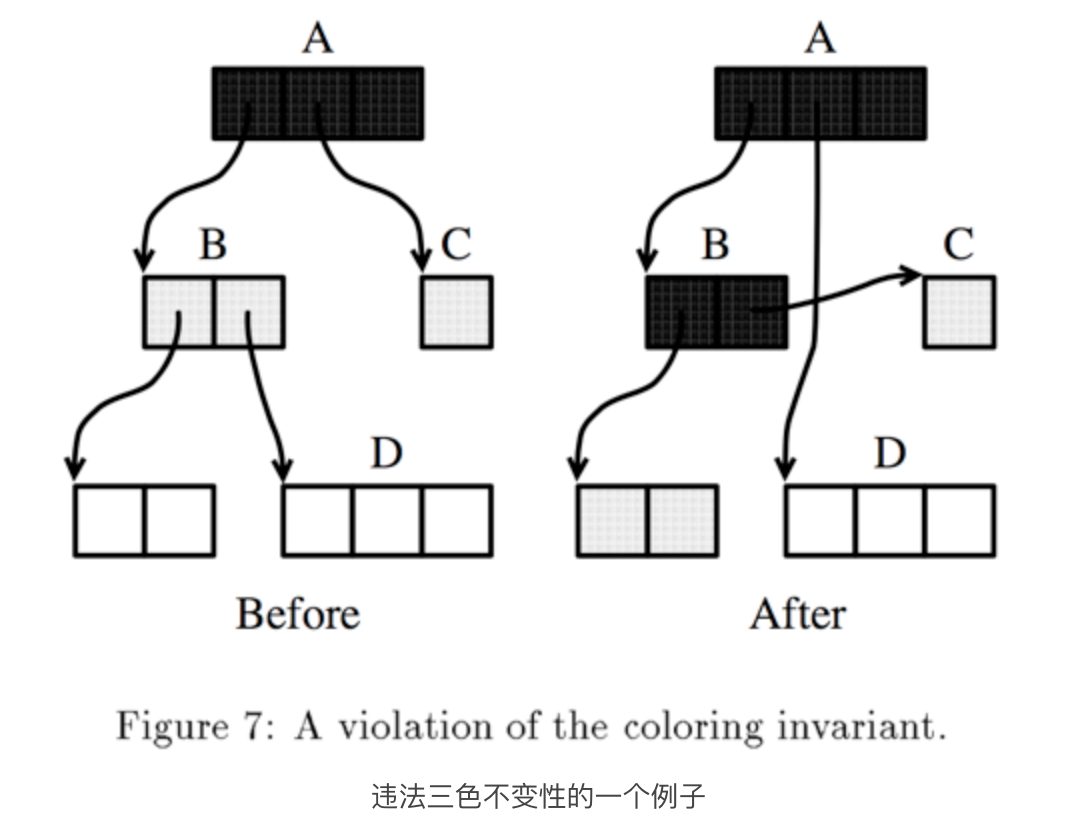 A A
B C B C
D D
Before After
Figure 7: A violation of the coloring invariant.
违法三色不变性的一个例子